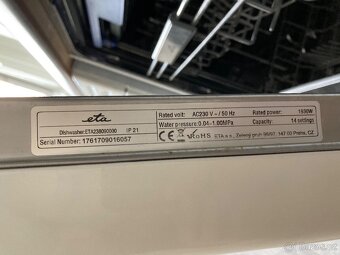 eta
Rated volt: AC230 V ~ / 50 Hz Rated power: 1930W
Dishwasher:ETA238090000 IP 21
Water pressure:0.04-1.00MPa Capacity: 14 settings
Serial Number: 1761709016057
CE RoHS ETA a.s., Zelený pruh 95/97, 147 00 Praha, CZ